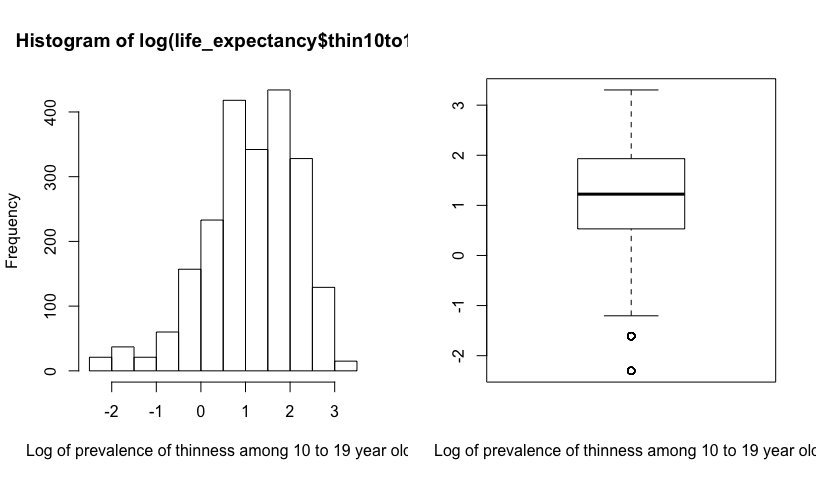 Histogram of log(life_expectancy$thin10to1
Frequency
400
300
200
100
0
-2 -1 0 1 2 3
Log of prevalence of thinness among 10 to 19 year old
3
2
1
0
-1
-2
Log of prevalence of thinness among 10 to 19 year old